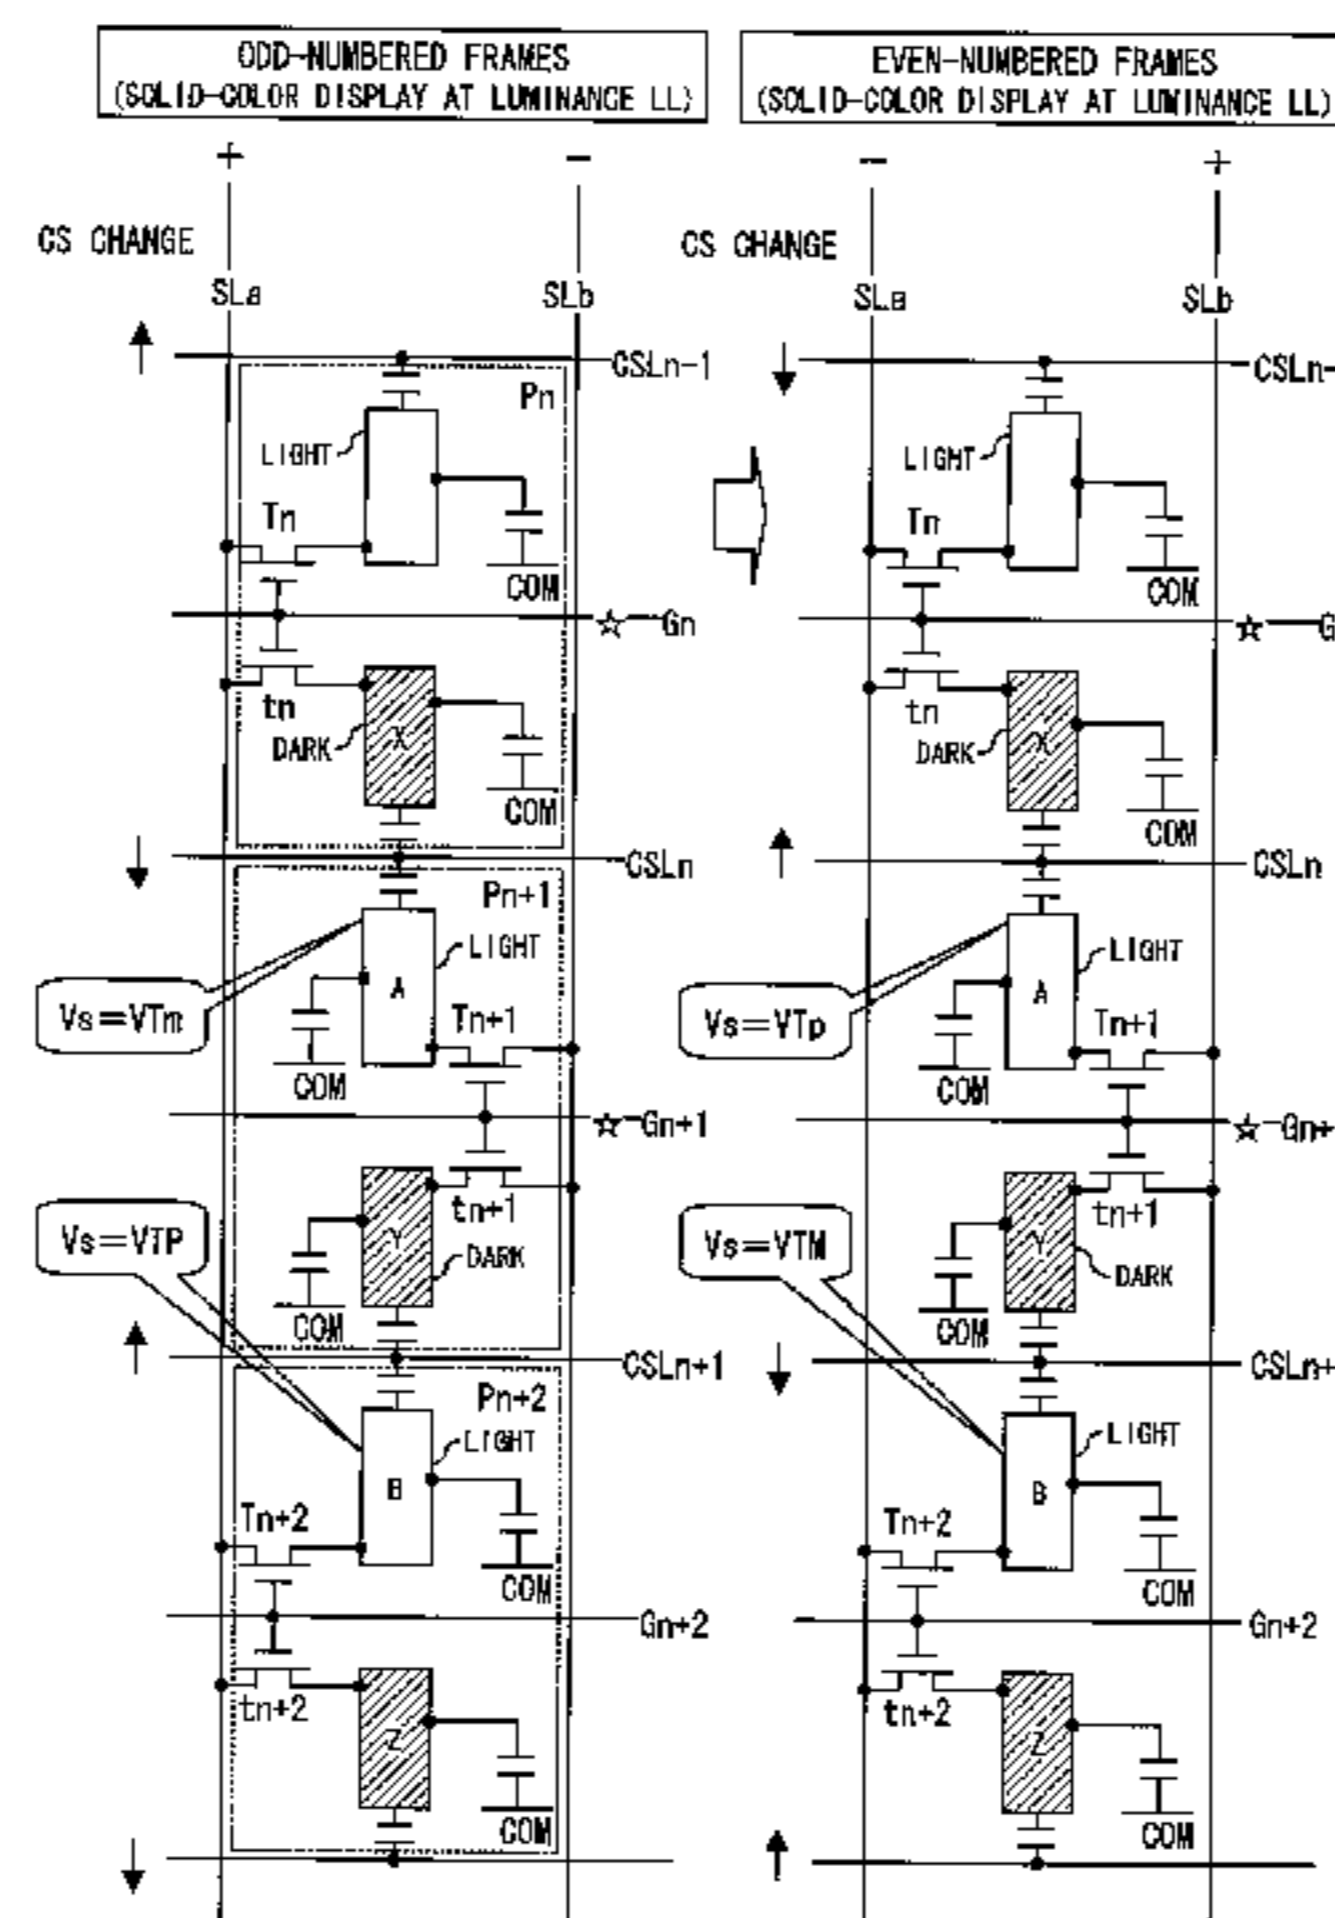 ODD-NUMBERED FRAMES
(SOLID-COLOR DISPLAY AT LUMINANCE LL)
+
−
CS CHANGE
SLa
SLb
CSLn-1
Pn
LIGHT
Tn
COM
☆ Gn
tn
DARK
X
COM
CSLn
Pn+1
LIGHT
A
Vs=VTm
Tn+1
COM
☆ Gn+1
tn+1
Vs=VTP
Y
DARK
COM
CSLn+1
Pn+2
LIGHT
B
Tn+2
COM
Gn+2
tn+2
Z
COM
EVEN-NUMBERED FRAMES
(SOLID-COLOR DISPLAY AT LUMINANCE LL)
−
+
CS CHANGE
SLa
SLb
CSLn-
LIGHT
Tn
COM
☆ G
tn
DARK
X
COM
CSLn
LIGHT
A
Vs=VTp
Tn+1
COM
☆ Gn+
tn+1
Vs=VTM
Y
DARK
COM
CSLn+
LIGHT
B
Tn+2
COM
Gn+2
tn+2
Z
COM